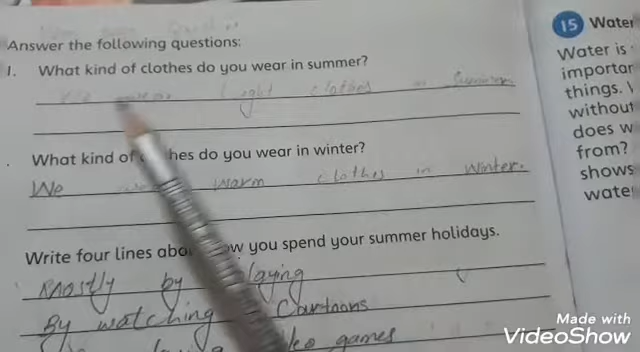 Answer the following questions:
1. What kind of clothes do you wear in summer?
We wear light clothes in Summer
. What kind of hes do you wear in winter?
We warm clothes in winter.
Write four lines abo w you spend your summer holidays.
Mostly by laying
By watching Cartoons
games
15 Water
Water is
importan
things.
without
does w
from?
shows
wate
Made with
VideoShow